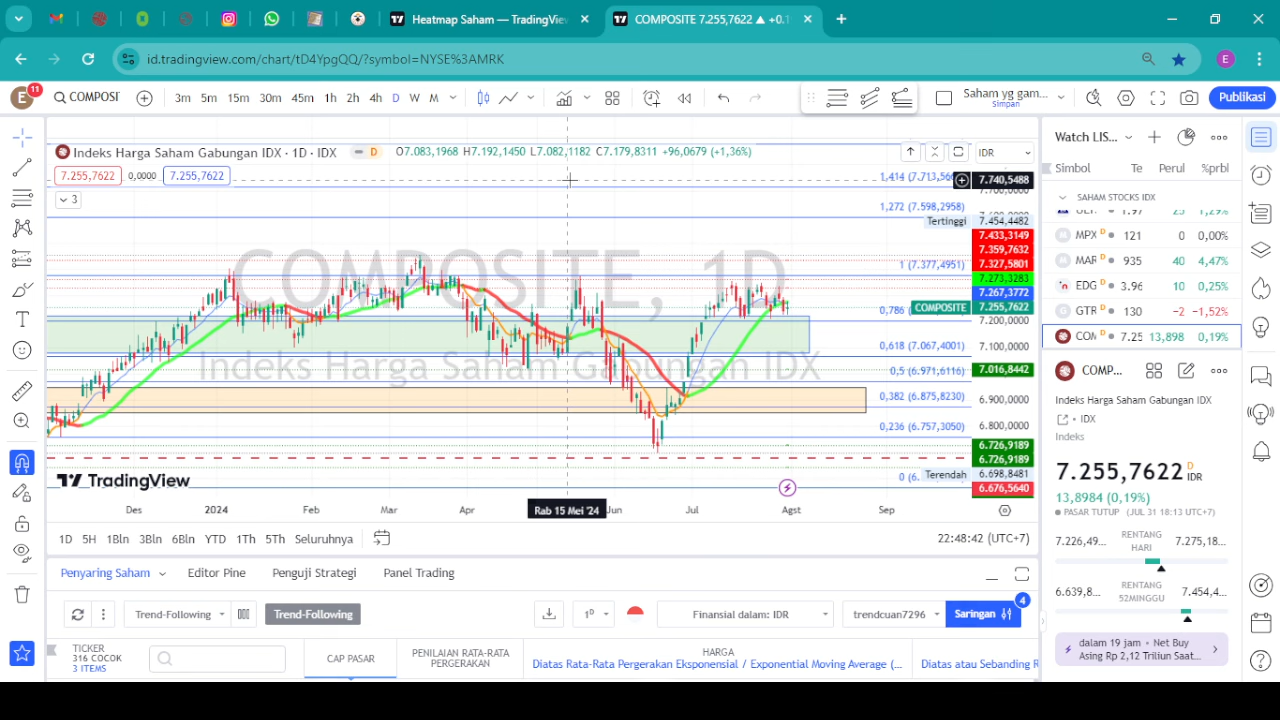 Heatmap Saham — TradingView
COMPOSITE 7.255,7622 ▲ +0.1
id.tradingview.com/chart/tD4YpgQQ/?symbol=NYSE%3AMRK
E
E 11 COMPOSI 3m 5m 15m 30m 45m 1h 2h 4h D W M Saham yg gam... Simpan Publikasi
Indeks Harga Saham Gabungan IDX · 1D · IDX D O7.083,1968 H7.192,1450 L7.082,1182 C7.179,8311 +96,0679 (+1,36%) IDR
7.255,7622 0,0000 7.255,7622
3
COMPOSITE, 1D
Indeks Harga Saham Gabungan IDX
7.740,5488
1,272 (7.598,2958)
Tertinggi 7.454,4482
7.433,3149
7.359,7632
1 (7.377,4951) 7.327,5801
7.273,3283
7.267,3772
0,786 COMPOSITE 7.255,7622
7.200,0000
0,618 (7.067,4001) 7.100,0000
0,5 (6.971,6116) 7.016,8442
0,382 (6.875,8230) 6.900,0000
0,236 (6.757,3050) 6.800,0000
6.726,9189
6.726,9189
Terendah 6.698,8481
0 (6. 6.676,5640
TradingView
Des 2024 Feb Mar Apr Rab 15 Mei '24 Jun Jul Agst Sep
1D 5H 1Bln 3Bln 6Bln YTD 1Th 5Th Seluruhnya 22:48:42 (UTC+7)
Penyaring Saham Editor Pine Penguji Strategi Panel Trading
Trend-Following Trend-Following 1D Finansial dalam: IDR trendcuan7296 Saringan 4
TICKER
316 COCOK
3 ITEMS
CAP PASAR
PENILAIAN RATA-RATA
PERGERAKAN
HARGA
Diatas Rata-Rata Pergerakan Eksponensial / Exponential Moving Average (...
Diatas atau Sebanding R
Watch LIS...
Simbol Te Perul %prbl
SAHAM STOCKS IDX
MPX D 121 0 0,00%
MAR D 935 40 4,47%
EDG D 3.96 10 0,25%
GTR D 130 −2 −1,52%
CON D 7.25 13,898 0,19%
COMP...
Indeks Harga Saham Gabungan IDX
IDX
Indeks
7.255,7622 D IDR
13,8984 (0,19%)
PASAR TUTUP (JUL 31 18:13 UTC+7)
7.226,49... RENTANG HARI 7.275,18...
6.639,8... RENTANG 52MINGGU 7.454,4...
dalam 19 jam • Net Buy
Asing Rp 2,12 Triliun Saat...